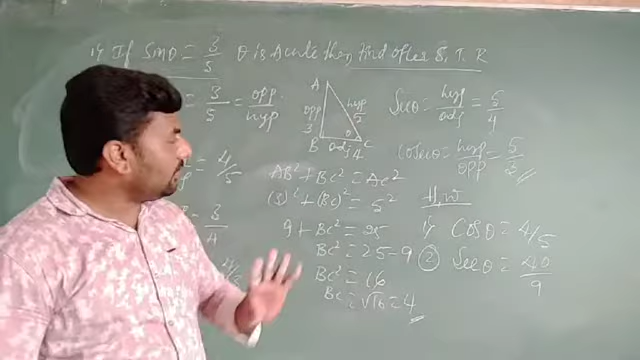 1) If Sinθ = 3/5 θ is Acute then find other 5. T. R
= 3/5 = opp/hyp
= 4/5
= 3/4
A
opp 3
hyp 5
θ
B adj 4 C
AB² + BC² = AC²
(3)² + (BC)² = 5²
9 + BC² = 25
BC² = 25 - 9
BC² = 16
BC = √16 = 4
Secθ = hyp/adj = 5/4
Cosecθ = hyp/opp = 5/
H.W
1) Cosθ = 4/5
② Secθ = /9